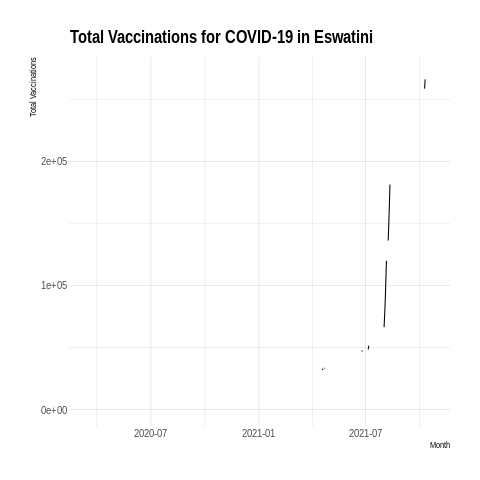 Total Vaccinations for COVID-19 in Eswatini
Total Vaccinations
2e+05
1e+05
0e+00
2020-07 2021-01 2021-07
Month